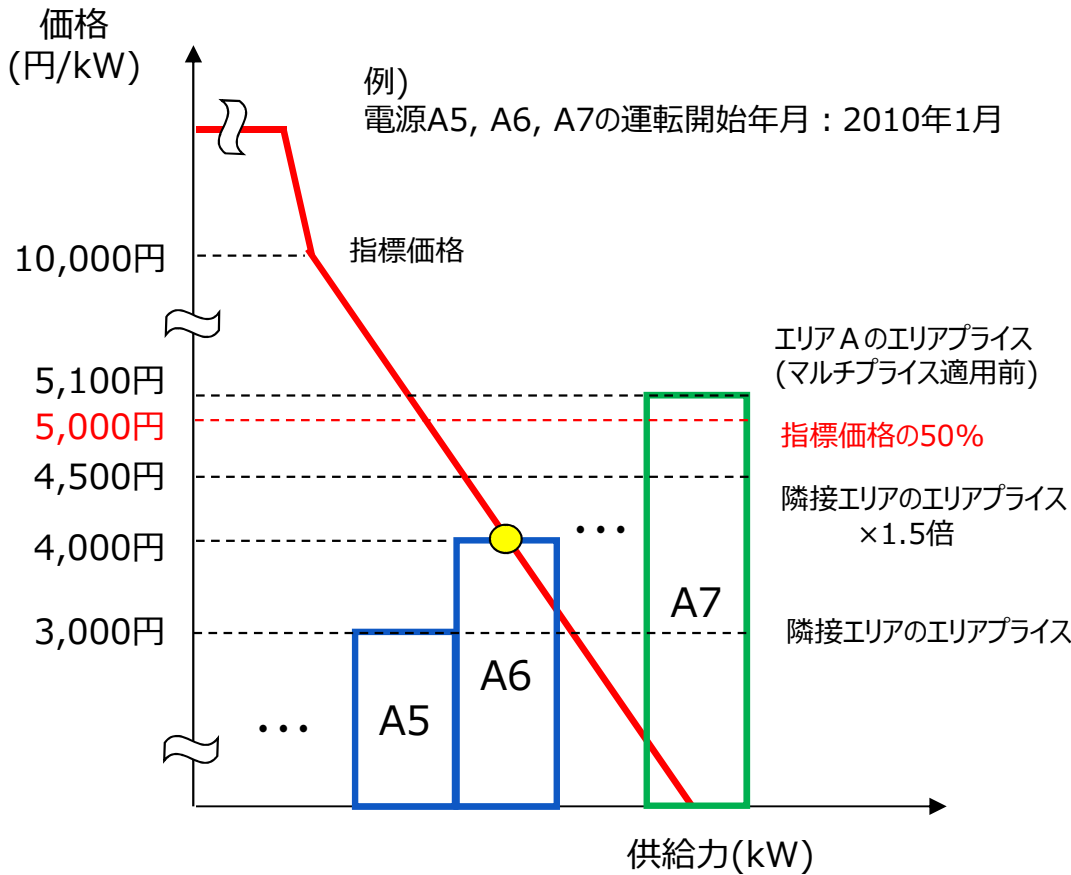 価格
(円/kW)
例)
電源A5, A6, A7の運転開始年月：2010年1月
10,000円
指標価格
エリアAのエリアプライス
(マルチプライス適用前)
5,100円
5,000円
指標価格の50%
4,500円
隣接エリアのエリアプライス
×1.5倍
4,000円
…
A7
3,000円
隣接エリアのエリアプライス
A6
A5
…
供給力(kW)